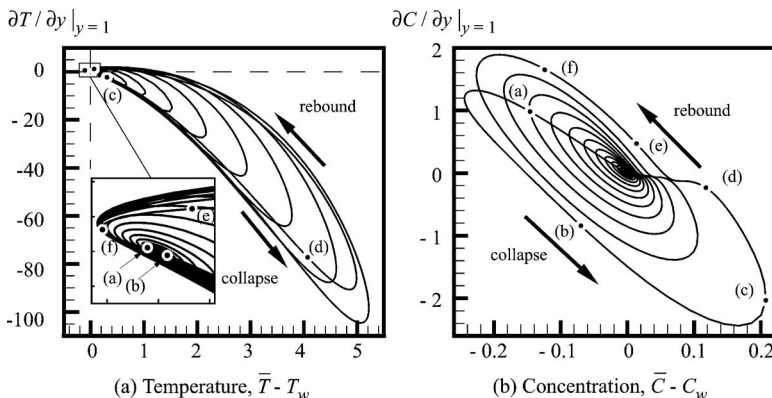 ∂T / ∂y |y = 1
∂C / ∂y |y = 1
0
- 20
- 40
- 60
- 80
-100
0
1
2
3
4
5
(c)
rebound
(d)
collapse
(e)
(f)
(a)
(b)
(a) Temperature, T̅ - Tw
2
1
0
- 1
- 2
- 0.2
- 0.1
0
0.1
0.2
(f)
(a)
rebound
(e)
(d)
(b)
collapse
(c)
(b) Concentration, C̅ - Cw